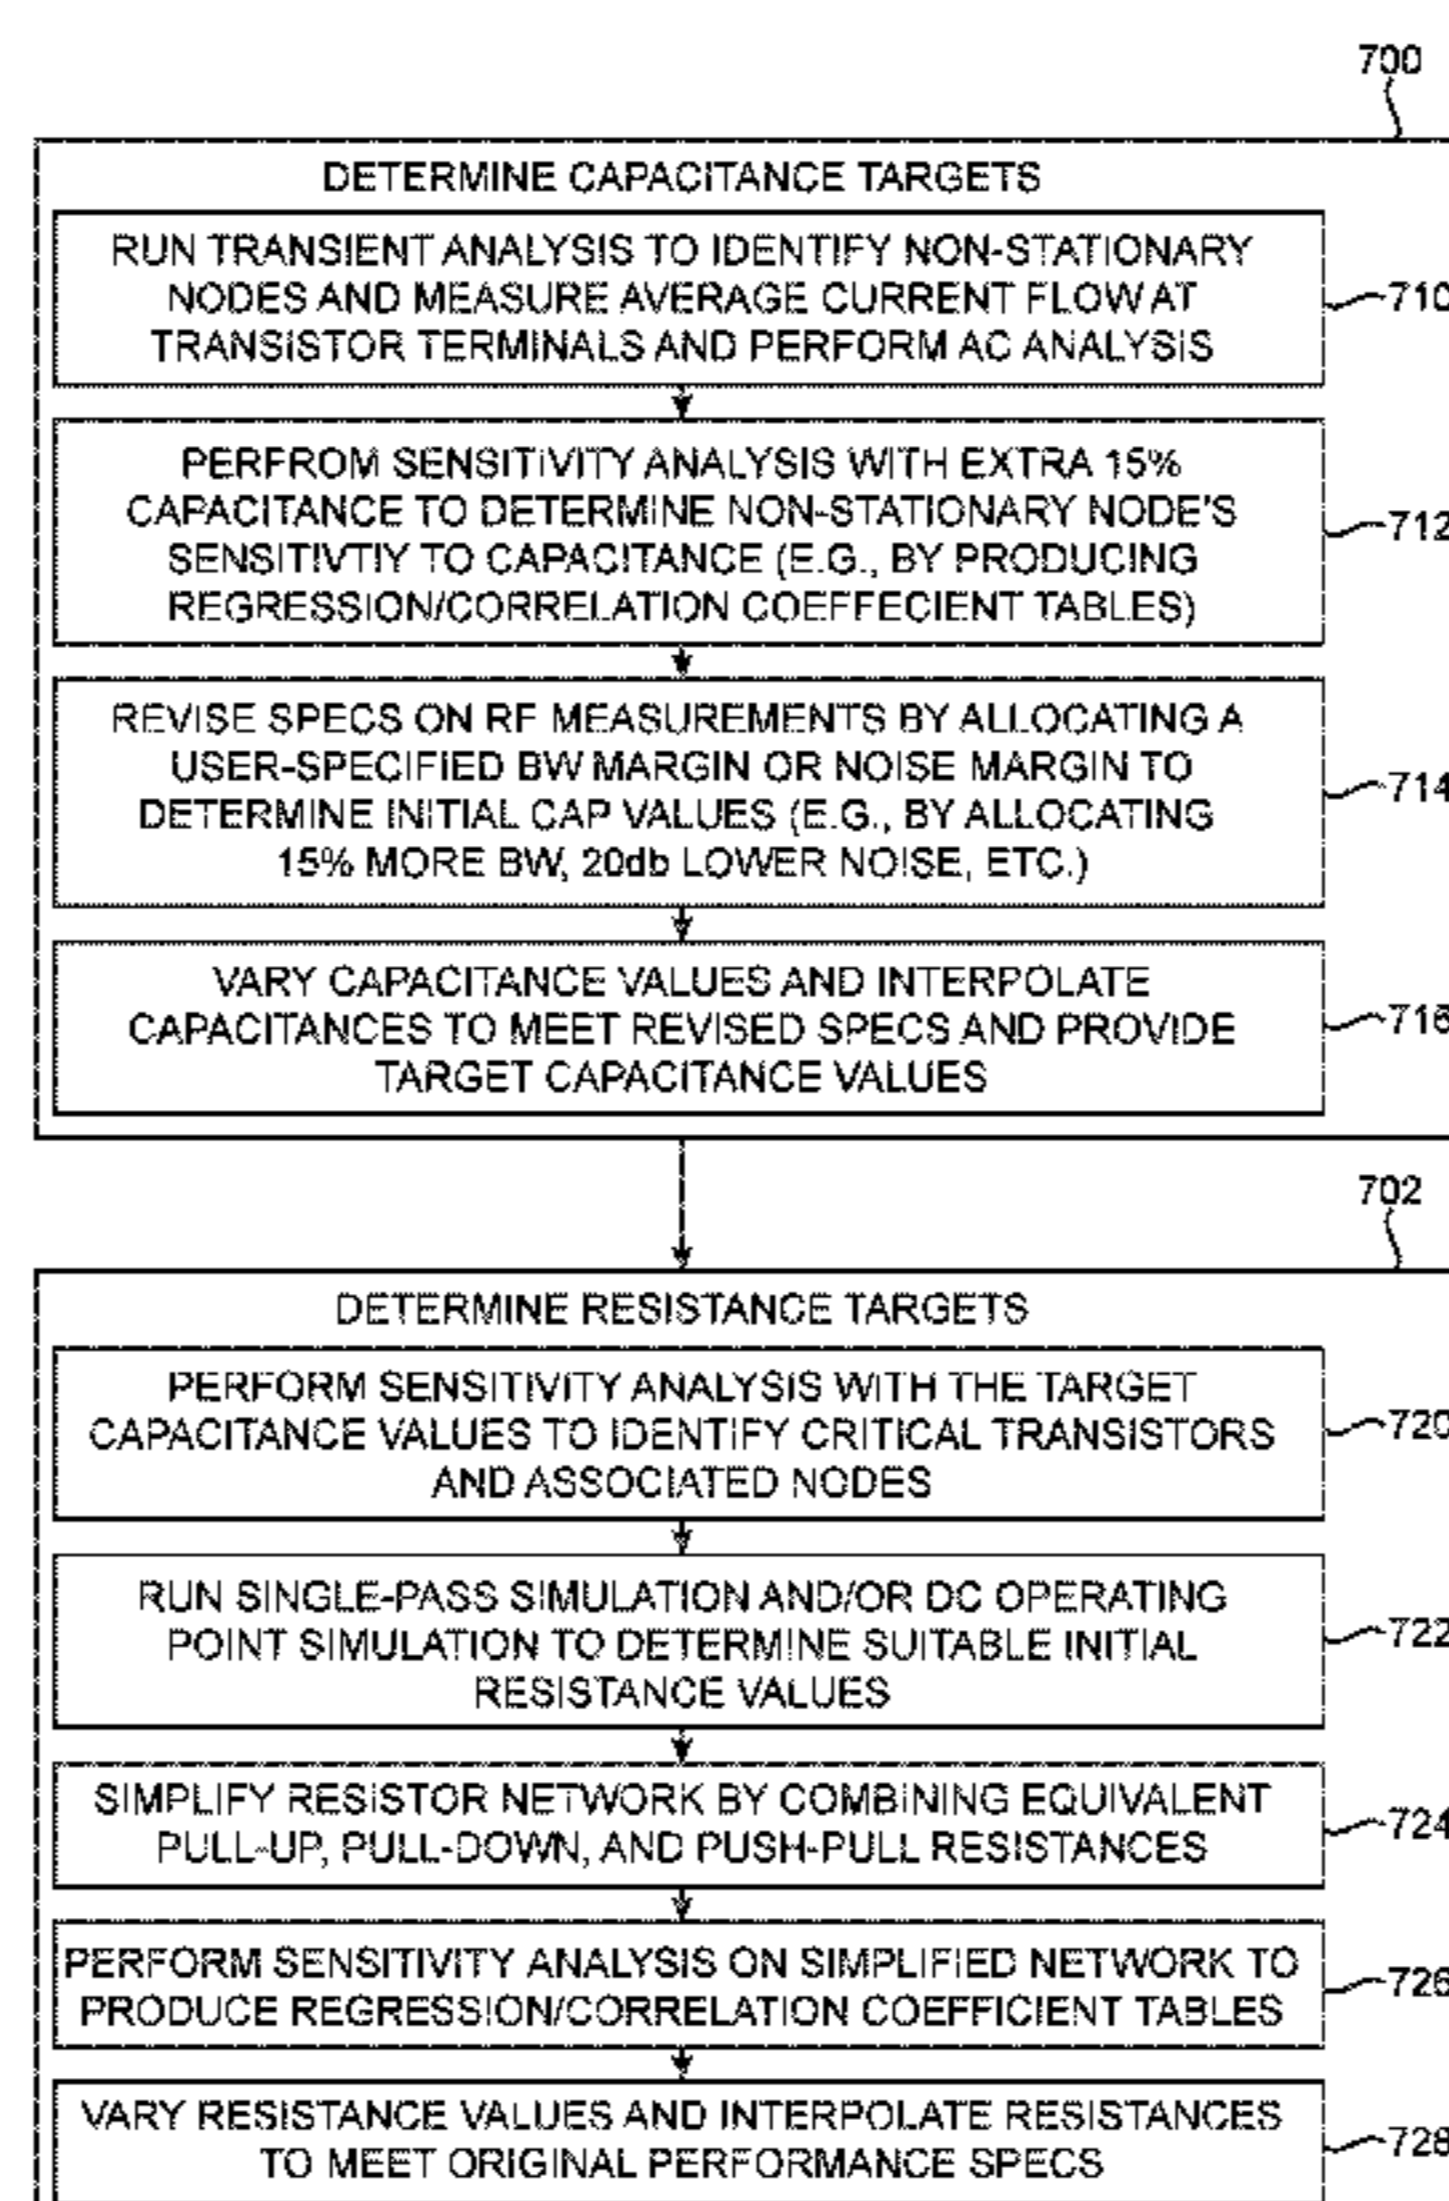 700
DETERMINE CAPACITANCE TARGETS
RUN TRANSIENT ANALYSIS TO IDENTIFY NON-STATIONARY
NODES AND MEASURE AVERAGE CURRENT FLOW AT
TRANSISTOR TERMINALS AND PERFORM AC ANALYSIS
710
PERFROM SENSITIVITY ANALYSIS WITH EXTRA 15%
CAPACITANCE TO DETERMINE NON-STATIONARY NODE'S
SENSITIVTIY TO CAPACITANCE (E.G., BY PRODUCING
REGRESSION/CORRELATION COEFFECIENT TABLES)
712
REVISE SPECS ON RF MEASUREMENTS BY ALLOCATING A
USER-SPECIFIED BW MARGIN OR NOISE MARGIN TO
DETERMINE INITIAL CAP VALUES (E.G., BY ALLOCATING
15% MORE BW, 20db LOWER NOISE, ETC.)
714
VARY CAPACITANCE VALUES AND INTERPOLATE
CAPACITANCES TO MEET REVISED SPECS AND PROVIDE
TARGET CAPACITANCE VALUES
716
702
DETERMINE RESISTANCE TARGETS
PERFORM SENSITIVITY ANALYSIS WITH THE TARGET
CAPACITANCE VALUES TO IDENTIFY CRITICAL TRANSISTORS
AND ASSOCIATED NODES
720
RUN SINGLE-PASS SIMULATION AND/OR DC OPERATING
POINT SIMULATION TO DETERMINE SUITABLE INITIAL
RESISTANCE VALUES
722
SIMPLIFY RESISTOR NETWORK BY COMBINING EQUIVALENT
PULL-UP, PULL-DOWN, AND PUSH-PULL RESISTANCES
724
PERFORM SENSITIVITY ANALYSIS ON SIMPLIFIED NETWORK TO
PRODUCE REGRESSION/CORRELATION COEFFICIENT TABLES
726
VARY RESISTANCE VALUES AND INTERPOLATE RESISTANCES
TO MEET ORIGINAL PERFORMANCE SPECS
728